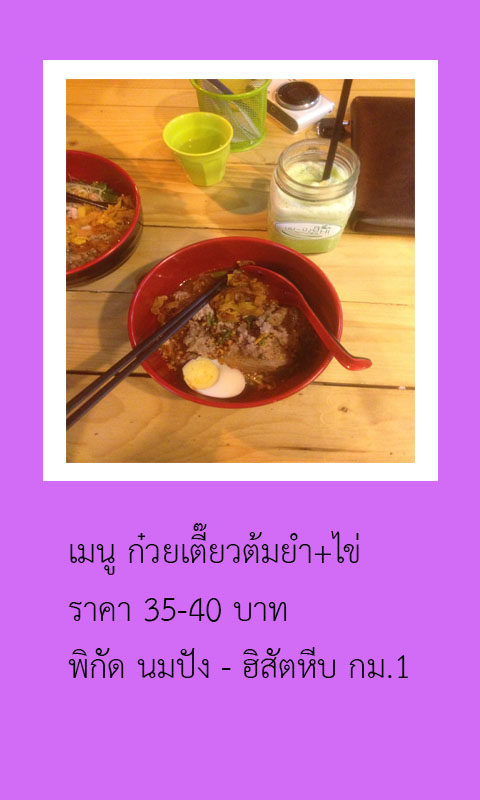 เมนู ก๋วยเตี๊ยวต้มยำ+ไข่
ราคา 35-40 บาท
พิกัด นมปัง - ฮิสัตหีบ กม.1